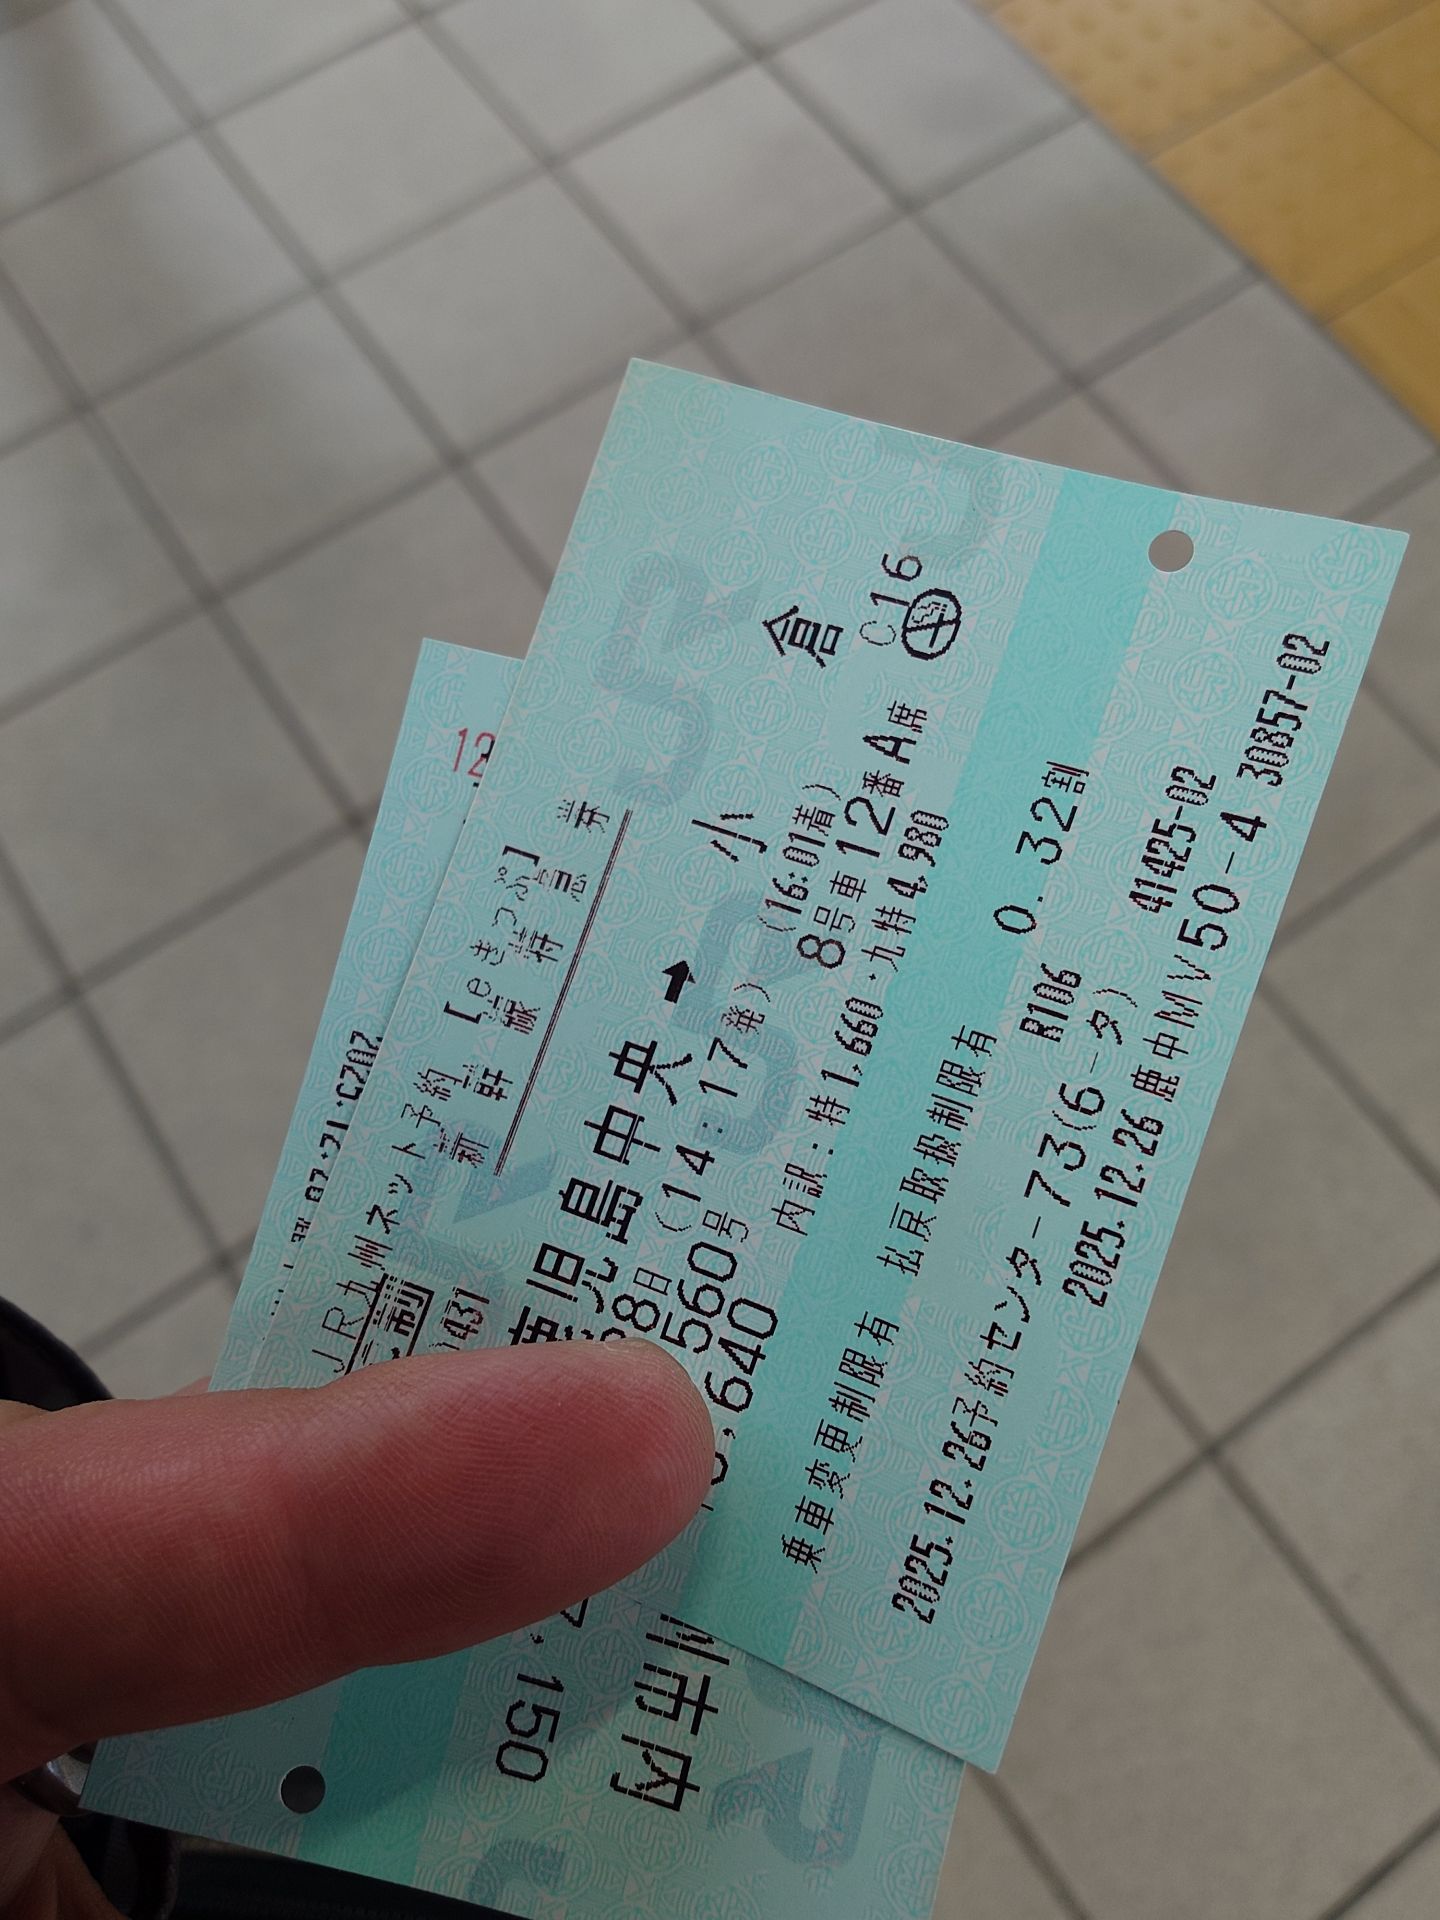 JR九州ネット予約【eきっぷ】
新幹線特急券
鹿児島中央 → 小倉
8日(14:17発) (16:01着) C16
560号 8号車12番A席
,640 内訳:特1,660・九特4,980
乗車変更制限有 払戻取扱制限有 0.32割
2025.12.26予約センター73(6-タ) R106 41425-02
2025.12.26 鹿中MV50-4 30857-02
150
12